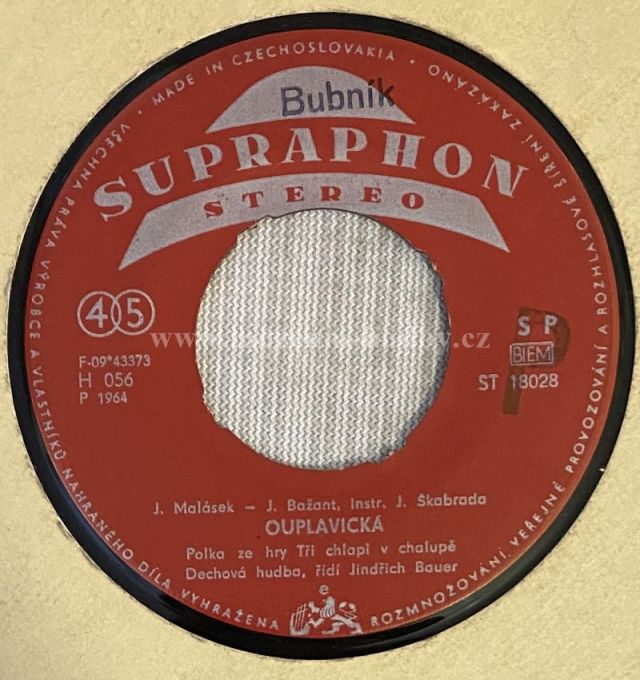 VŠECHNA PRÁVA VÝROBCE A VLASTNÍKŮ NAHRANÉHO DÍLA VYHRAŽENA
• MADE IN CZECHOSLOVAKIA •
ROZMNOŽOVÁNÍ, VEŘEJNÉ PROVOZOVÁNÍ A ROZHLASOVÉ ŠÍŘENÍ ZAKÁZÁNO
Bubník
SUPRAPHON
STEREO
45
S P
BIEM
ST 18028
P
F-09*43373
H 056
P 1964
J. Malásek – J. Bažant, instr. J. Škabrada
OUPLAVICKÁ
Polka ze hry Tři chlapi v chalupě
Dechová hudba, řídí Jindřich Bauer
e